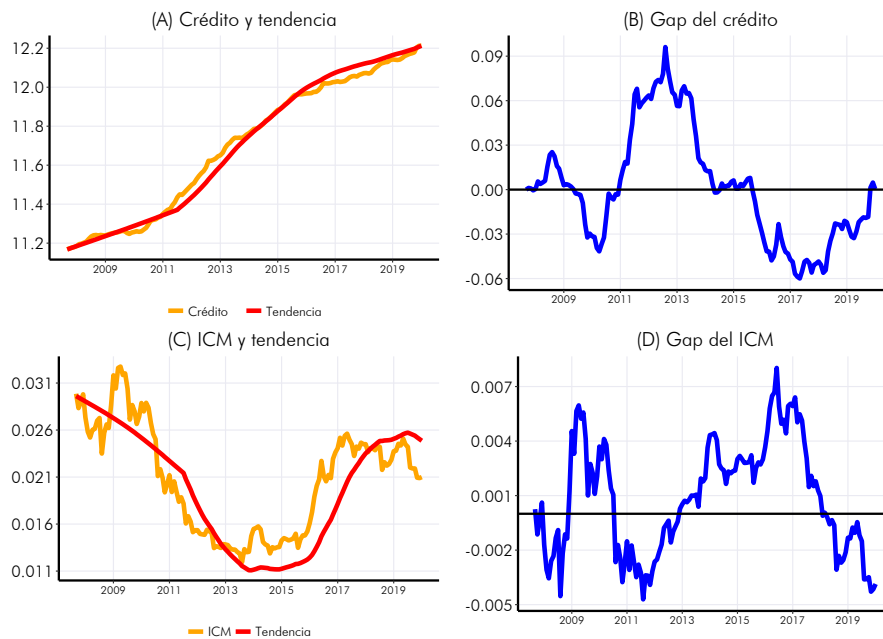 (A) Crédito y tendencia
12.2
12.0
11.8
11.6
11.4
11.2
2009 2011 2013 2015 2017 2019
Crédito Tendencia
(B) Gap del crédito
0.09
0.06
0.03
0.00
-0.03
-0.06
2009 2011 2013 2015 2017 2019
(C) ICM y tendencia
0.031
0.026
0.021
0.016
0.011
2009 2011 2013 2015 2017 2019
ICM Tendencia
(D) Gap del ICM
0.007
0.004
0.001
-0.002
-0.005
2009 2011 2013 2015 2017 2019